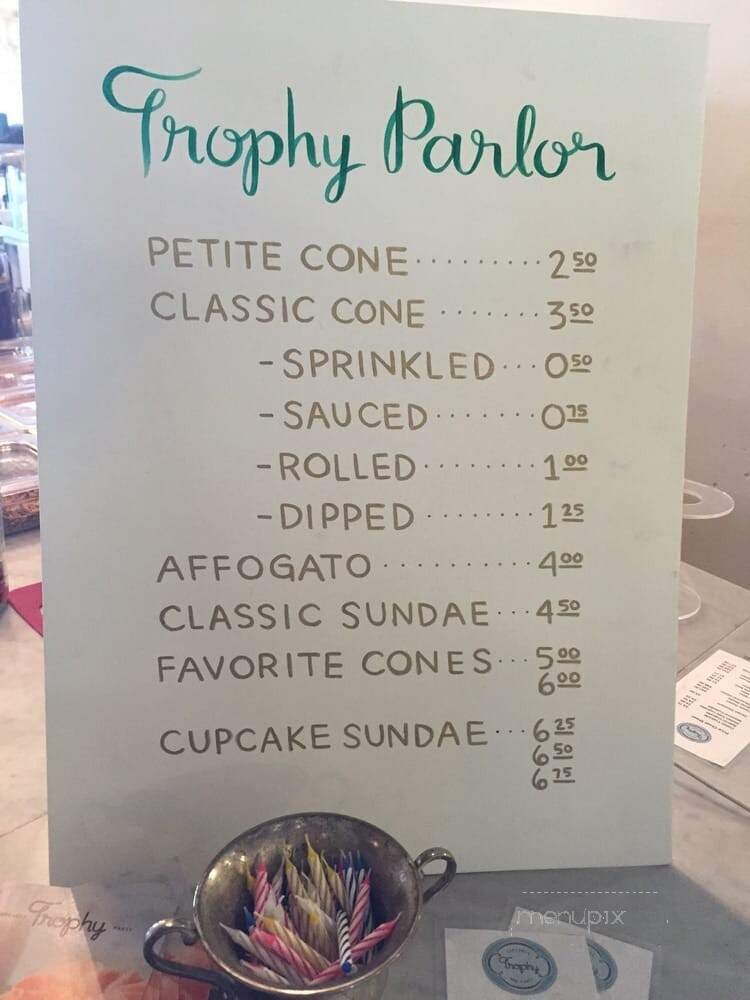 Trophy Parlor
PETITE CONE ········· 2 50
CLASSIC CONE ······· 3 50
- SPRINKLED ··· 0 50
- SAUCED ······· 0 75
- ROLLED ········ 1 00
- DIPPED ········ 1 25
AFFOGATO ·········· 4 00
CLASSIC SUNDAE ··· 4 50
FAVORITE CONES ··· 5 00
6 00
CUPCAKE SUNDAE ··· 6 25
6 50
6 75
Trophy
menupix
Trophy